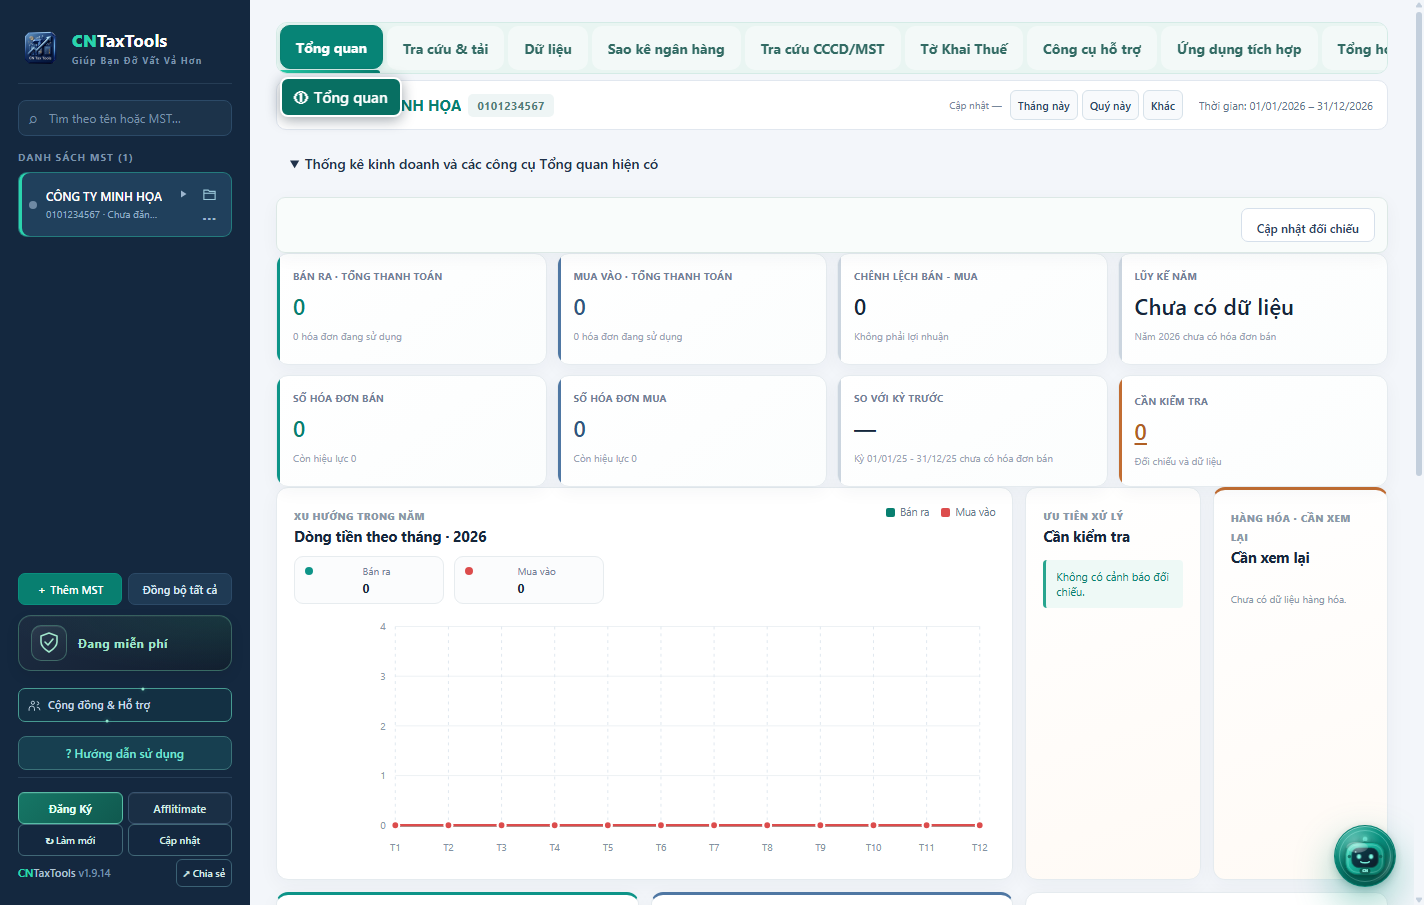 CNTaxTools
Giúp Bạn Đỡ Vất Vả Hơn
Tìm theo tên hoặc MST...
DANH SÁCH MST (1)
CÔNG TY MINH HỌA
0101234567 · Chưa đăn...
+ Thêm MST
Đồng bộ tất cả
Đang miễn phí
Cộng đồng & Hỗ trợ
? Hướng dẫn sử dụng
Đăng Ký
Afflitimate
↻ Làm mới
Cập nhật
CNTaxTools v1.9.14
↗ Chia sẻ
Tổng quan
Tra cứu & tải
Dữ liệu
Sao kê ngân hàng
Tra cứu CCCD/MST
Tờ Khai Thuế
Công cụ hỗ trợ
Ứng dụng tích hợp
Tổng h
① Tổng quan
NH HỌA
0101234567
Cập nhật —
Tháng này
Quý này
Khác
Thời gian: 01/01/2026 – 31/12/2026
▼ Thống kê kinh doanh và các công cụ Tổng quan hiện có
Cập nhật đối chiếu
BÁN RA · TỔNG THANH TOÁN
0
0 hóa đơn đang sử dụng
MUA VÀO · TỔNG THANH TOÁN
0
0 hóa đơn đang sử dụng
CHÊNH LỆCH BÁN - MUA
0
Không phải lợi nhuận
LŨY KẾ NĂM
Chưa có dữ liệu
Năm 2026 chưa có hóa đơn bán
SỐ HÓA ĐƠN BÁN
0
Còn hiệu lực 0
SỐ HÓA ĐƠN MUA
0
Còn hiệu lực 0
SO VỚI KỲ TRƯỚC
—
Kỳ 01/01/25 - 31/12/25 chưa có hóa đơn bán
CẦN KIỂM TRA
0
Đối chiếu và dữ liệu
XU HƯỚNG TRONG NĂM
Dòng tiền theo tháng · 2026
Bán ra
Mua vào
Bán ra
0
Mua vào
0
4
3
2
1
0
T1 T2 T3 T4 T5 T6 T7 T8 T9 T10 T11 T12
ƯU TIÊN XỬ LÝ
Cần kiểm tra
Không có cảnh báo đối
chiếu.
HÀNG HÓA · CẦN XEM
LẠI
Cần xem lại
Chưa có dữ liệu hàng hóa.